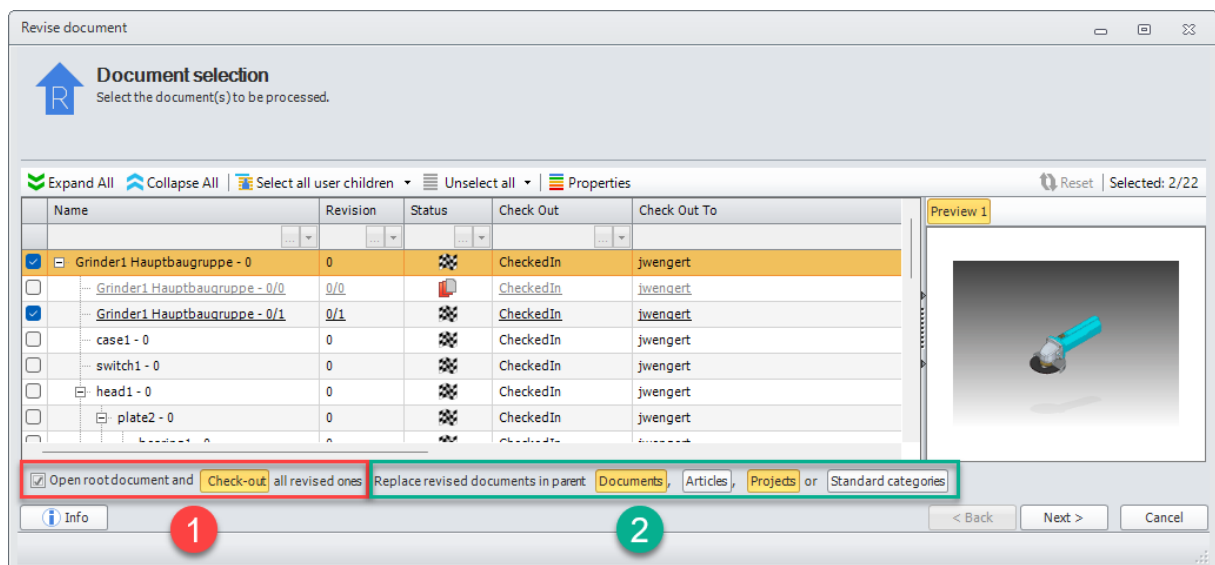 Revise document
Document selection
Select the document(s) to be processed.
R
Expand All Collapse All Select all user children Unselect all Properties Reset Selected: 2/22
Name Revision Status Check Out Check Out To Preview 1
Grinder1 Hauptbaugruppe - 0 0 CheckedIn jwengert
Grinder1 Hauptbaugruppe - 0/0 0/0 CheckedIn jwengert
Grinder1 Hauptbaugruppe - 0/1 0/1 CheckedIn jwengert
case1 - 0 0 CheckedIn jwengert
switch1 - 0 0 CheckedIn jwengert
head1 - 0 0 CheckedIn jwengert
plate2 - 0 0 CheckedIn jwengert
Open root document and Check-out all revised ones Replace revised documents in parent Documents, Articles, Projects or Standard categories
Info < Back Next > Cancel
1 2